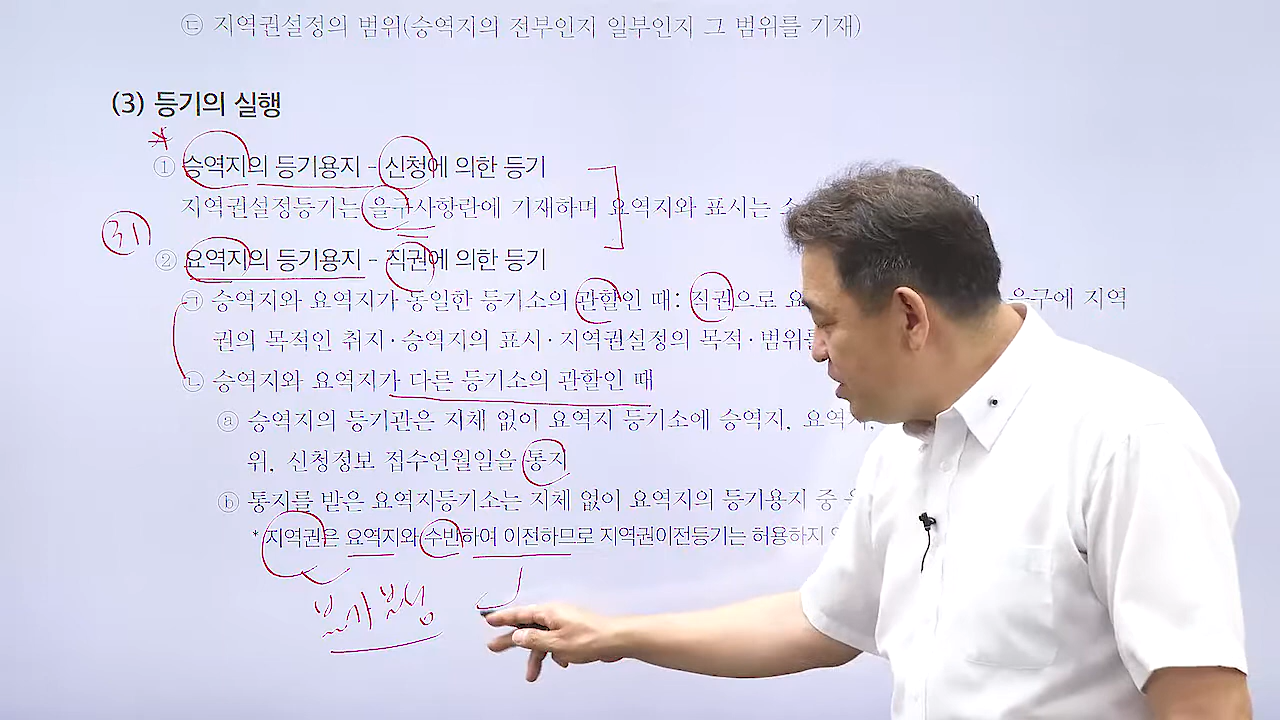 ㉢ 지역권설정의 범위(승역지의 전부인지 일부인지 그 범위를 기재)
(3) 등기의 실행
① 승역지의 등기용지 - 신청에 의한 등기
지역권설정등기는 을구사항란에 기재하며 요역지와 표시는
31
② 요역지의 등기용지 - 직권에 의한 등기
㉠ 승역지와 요역지가 동일한 등기소의 관할인 때: 직권으로 요 을구에 지역
권의 목적인 취지·승역지의 표시·지역권설정의 목적·범위를
㉡ 승역지와 요역지가 다른 등기소의 관할인 때
ⓐ 승역지의 등기관은 지체 없이 요역지 등기소에 승역지, 요역지,
위, 신청정보 접수연월일을 통지
ⓑ 통지를 받은 요역지등기소는 지체 없이 요역지의 등기용지 중
* 지역권은 요역지와 수반하여 이전하므로 지역권이전등기는 허용하지